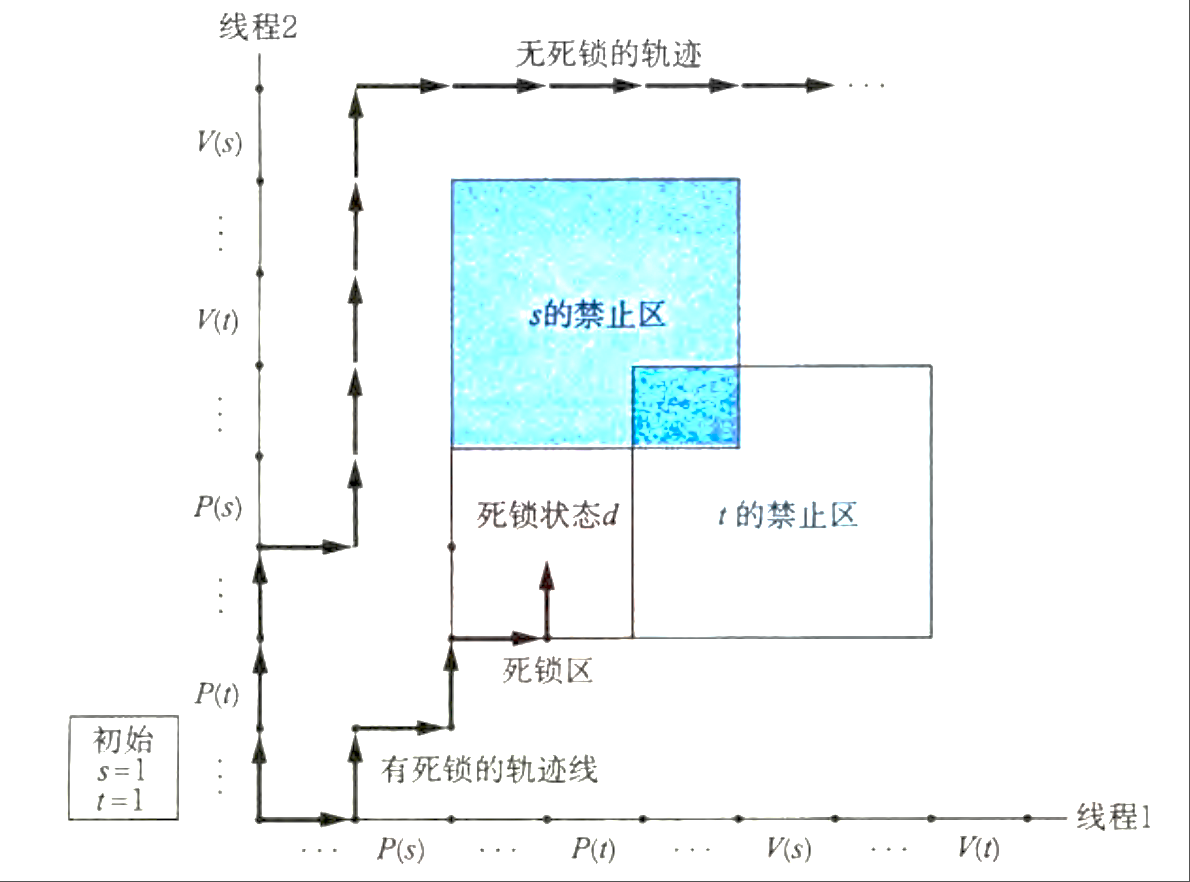 线程2
无死锁的轨迹
···
V(s)
⋮
s的禁止区
V(t)
⋮
P(s)
死锁状态d
t的禁止区
⋮
死锁区
P(t)
初始
s=1
t=1
⋮
有死锁的轨迹线
线程1
··· P(s) ··· P(t) ··· V(s) ··· V(t)